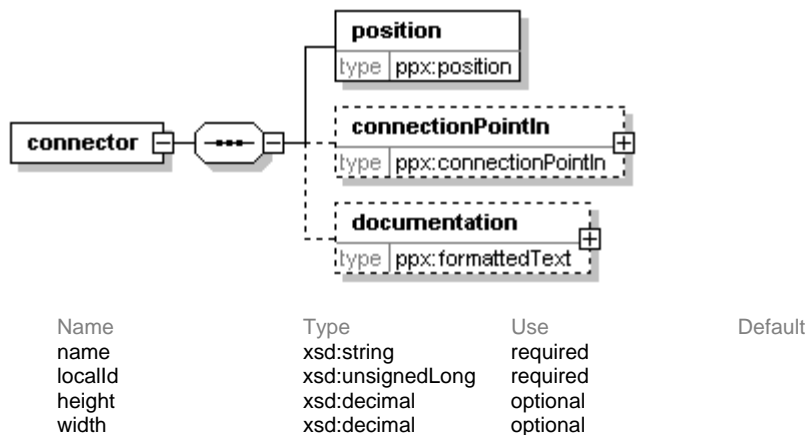 position
type ppx:position
connector
connectionPointIn
type ppx:connectionPointIn
documentation
type ppx:formattedText
Name Type Use Default
name xsd:string required
localId xsd:unsignedLong required
height xsd:decimal optional
width xsd:decimal optional